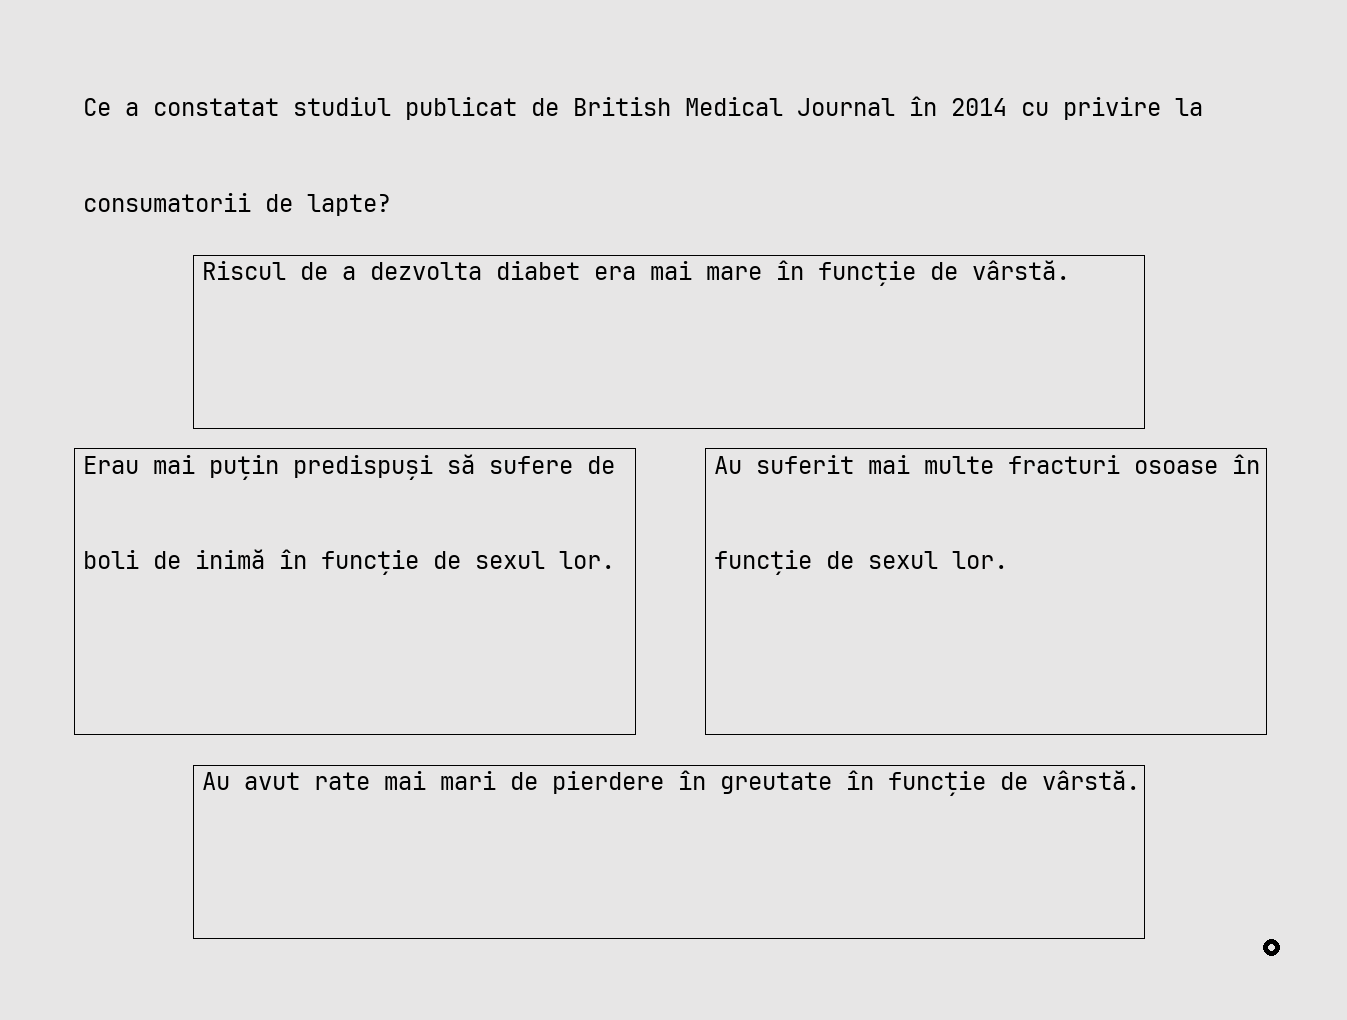 Ce a constatat studiul publicat de British Medical Journal în 2014 cu privire la
consumatorii de lapte?
Riscul de a dezvolta diabet era mai mare în funcție de vârstă.
Erau mai puțin predispuși să sufere de
boli de inimă în funcție de sexul lor.
Au suferit mai multe fracturi osoase în
funcție de sexul lor.
Au avut rate mai mari de pierdere în greutate în funcție de vârstă.